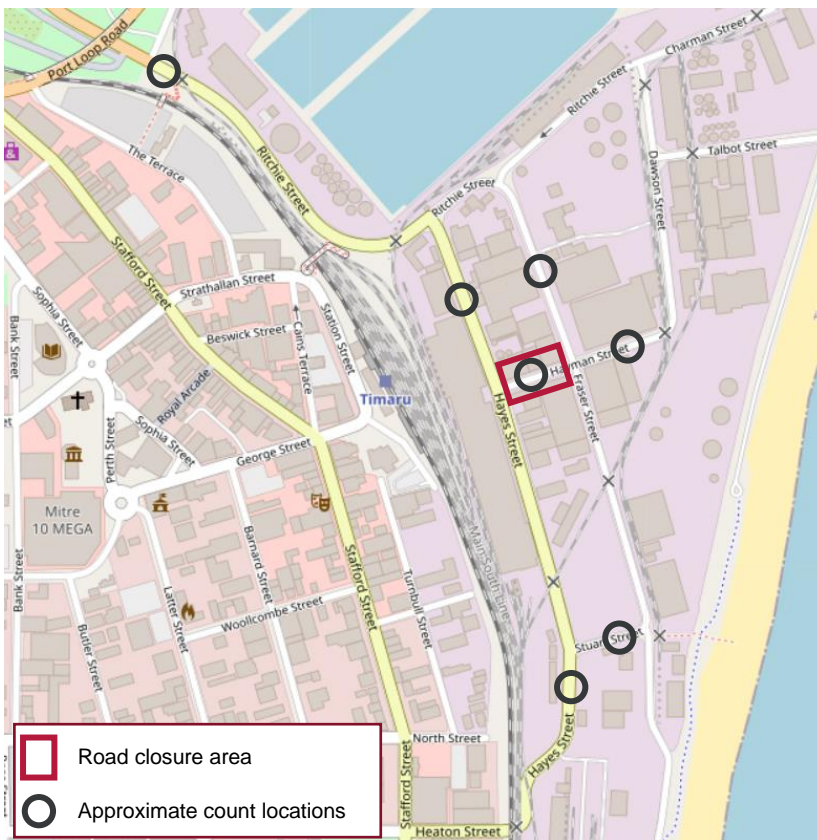 Port Loop Road
Charman Street
Ritchie Street
Talbot Street
The Terrace
Ritchie Street
Dawson Street
Ritchie Street
Stafford Street
Strathallan Street
Sophia Street
Bank Street
Beswick Street
Cains Terrace
Station Street
Hayman Street
Timaru
Royal Arcade
Fraser Street
Hayes Street
Sophia Street
Perth Street
George Street
Mitre
10 MEGA
Main South Line
Barnard Street
Stafford Street
Turnbull Street
Bank Street
Latter Street
Woollcombe Street
Butler Street
Stuart Street
North Street
Hayes Street
Stafford Street
Heaton Street
Road closure area
Approximate count locations